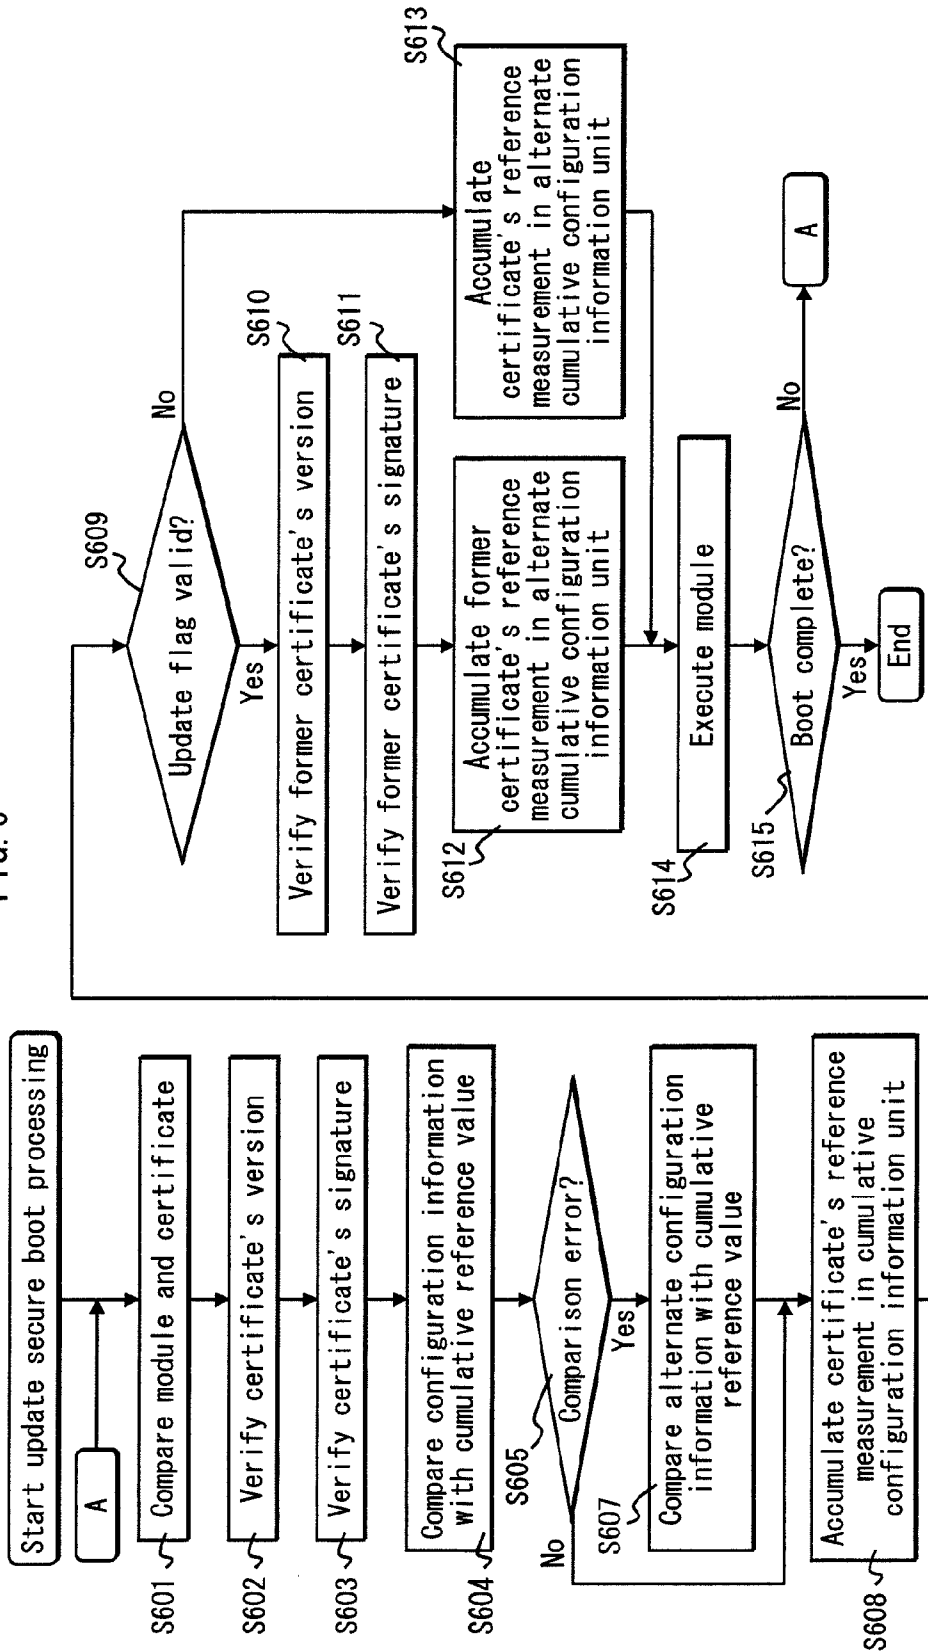 Start update secure boot processing
A
S601
Compare module and certificate
S602
Verify certificate's version
S603
Verify certificate's signature
S604
Compare configuration information
with cumulative reference value
S605
Comparison error?
No
Yes
S607
Compare alternate configuration
information with cumulative
reference value
S608
Accumulate certificate's reference
measurement in cumulative
configuration information unit
S609
Update flag valid?
No
Yes
S610
Verify former certificate's version
S611
Verify former certificate's signature
S612
Accumulate former
certificate's reference
measurement in alternate
cumulative configuration
information unit
S613
Accumulate
certificate's reference
measurement in alternate
cumulative configuration
information unit
S614
Execute module
S615
Boot complete?
No
A
Yes
End